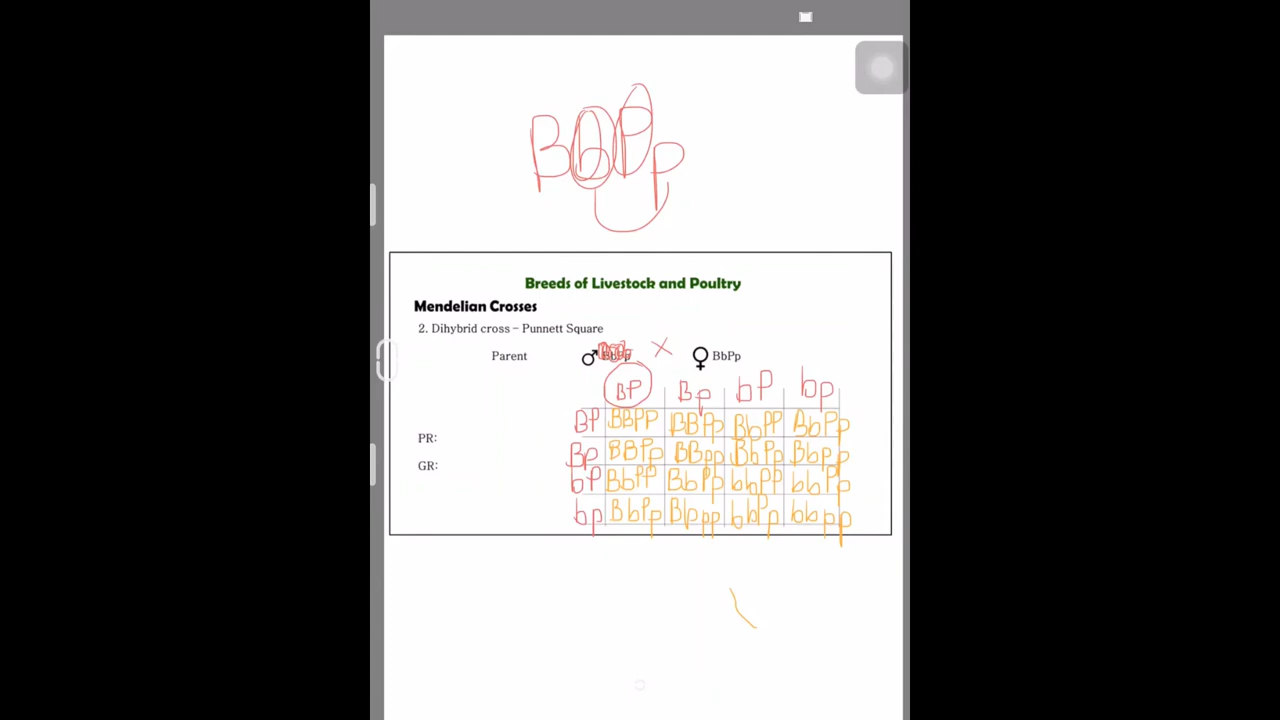 BbPp
Breeds of Livestock and Poultry
Mendelian Crosses
2. Dihybrid cross – Punnett Square
Parent ♂ BbPp X ♀ BbPp
BP Bp bP bp
BP BBPP BBPp BbPP BbPp
Bp BBPp BBpp BbPp Bbpp
bP BbPP BbPp bbPP bbPp
bp BbPp Bbpp bbPp bbpp
PR:
GR: